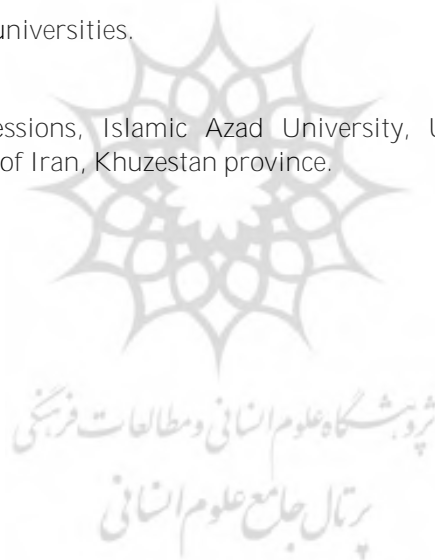 universities.
essions, Islamic Azad University, U
of Iran, Khuzestan province.
پژوهشگاه علوم انسانی و مطالعات فرهنگی
پرتال جامع علوم انسانی